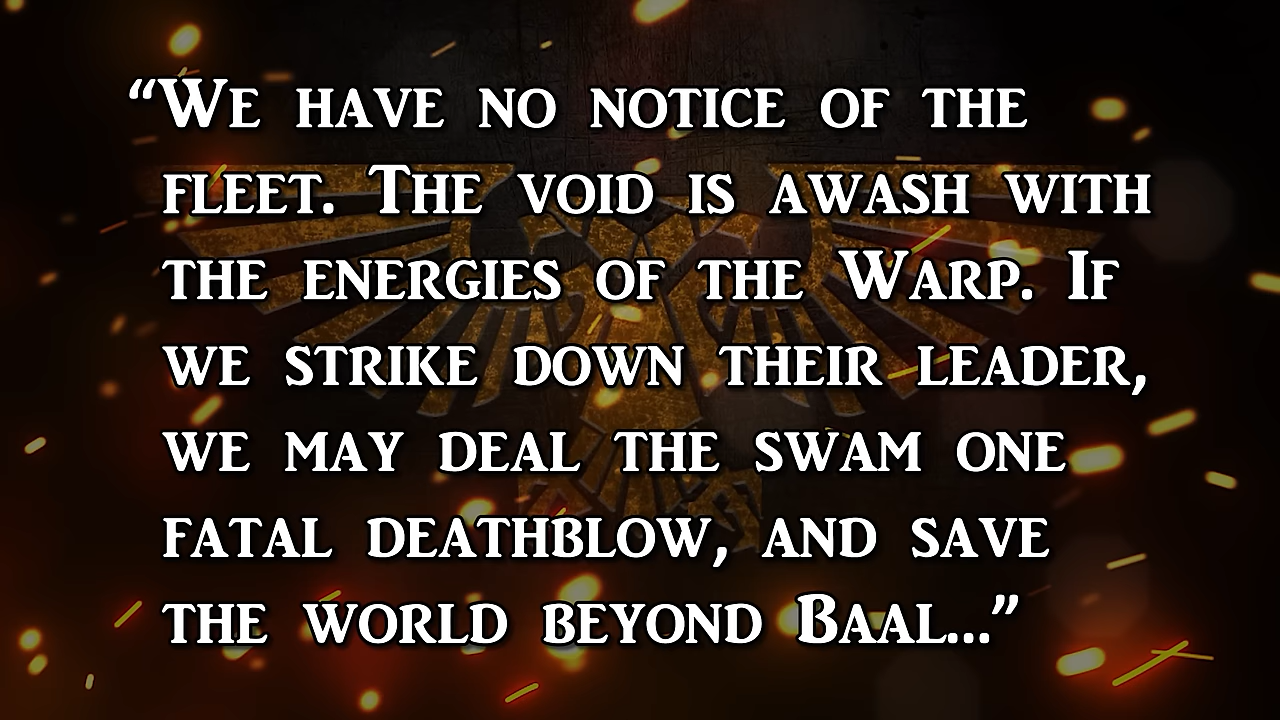 “We have no notice of the
fleet. The void is awash with
the energies of the Warp. If
we strike down their leader,
we may deal the swam one
fatal deathblow, and save
the world beyond Baal...”